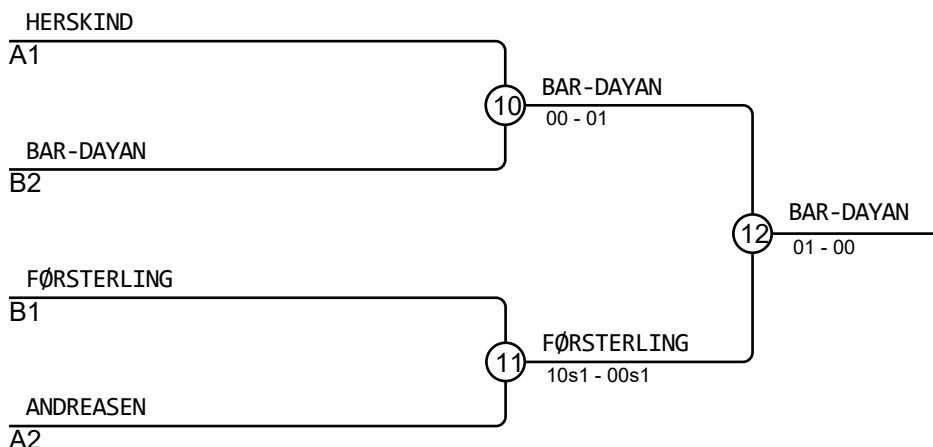 HERSKIND
A1
10
BAR-DAYAN
00 - 01
BAR-DAYAN
B2
12
BAR-DAYAN
01 - 00
FØRSTERLING
B1
11
FØRSTERLING
10s1 - 00s1
ANDREASEN
A2